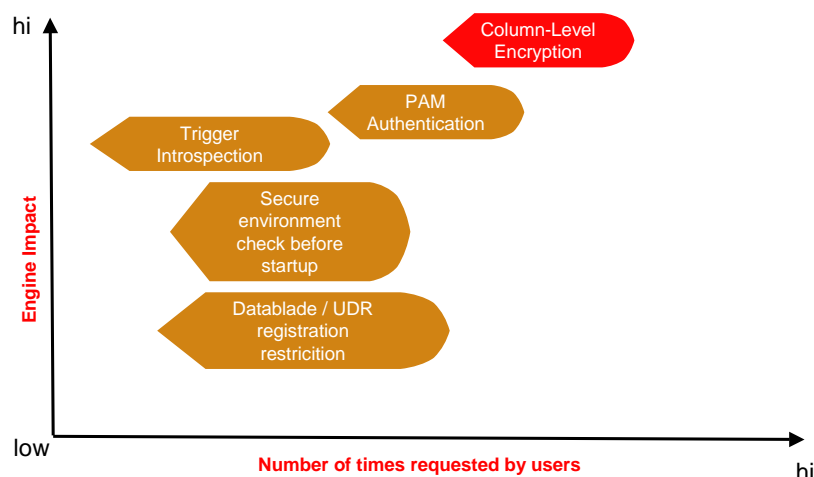 hi
Column-Level
Encryption
PAM
Authentication
Trigger
Introspection
Secure
environment
check before
startup
Engine Impact
Datablade / UDR
registration
restricition
low
Number of times requested by users
hi